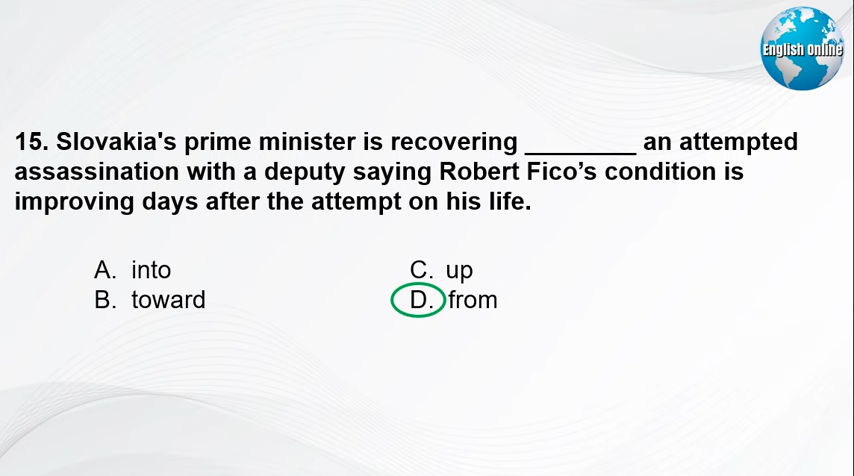 English Online
15. Slovakia's prime minister is recovering ________ an attempted
assassination with a deputy saying Robert Fico’s condition is
improving days after the attempt on his life.
A. into
B. toward
C. up
D. from